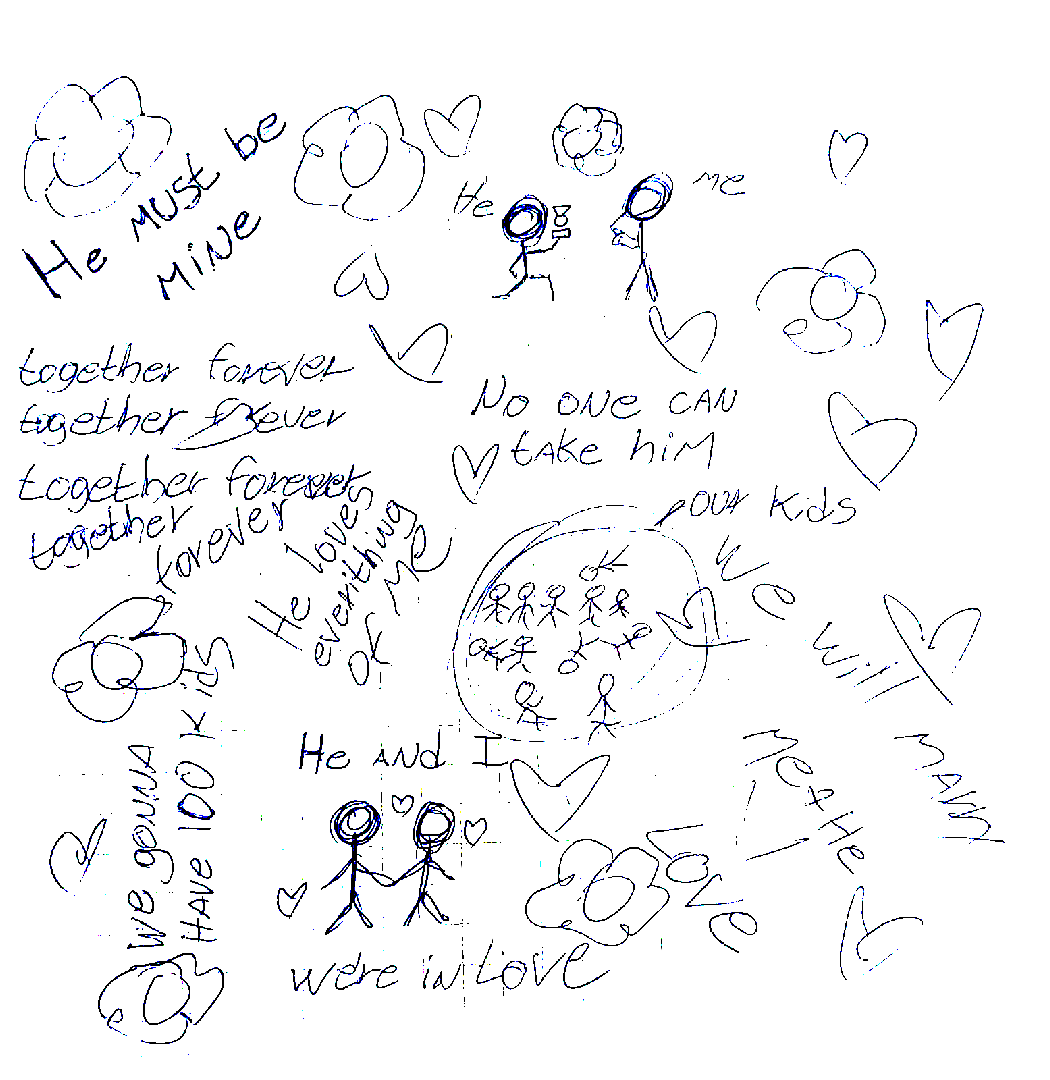 He MUST be
MINE
He
me
together forever
together forever
together forever
together
forever
No ONE CAN
tAKE hiM
OUR Kids
He loves
everithing
OF Me
We
will
MARRY
We gONNA
HAVE 100 Kids
He AND I
We're iN LOVE
Me + He
LOVE